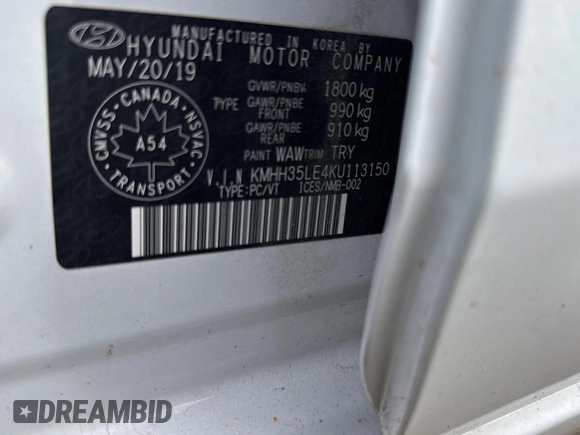 MANUFACTURED IN KOREA BY
HYUNDAI MOTOR COMPANY
MAY/20/19
GVWR/PNBV 1800 kg
TYPE GAWR/PNBE FRONT 990 kg
GAWR/PNBE REAR 910 kg
PAINT WAW TRIM TRY
V.I.N KMHH35LE4KU113150
TYPE:PC/VT ICES/NMB-002
CANADA
CMVSS
NSVAC
A54
TRANSPORT
DREAMBID